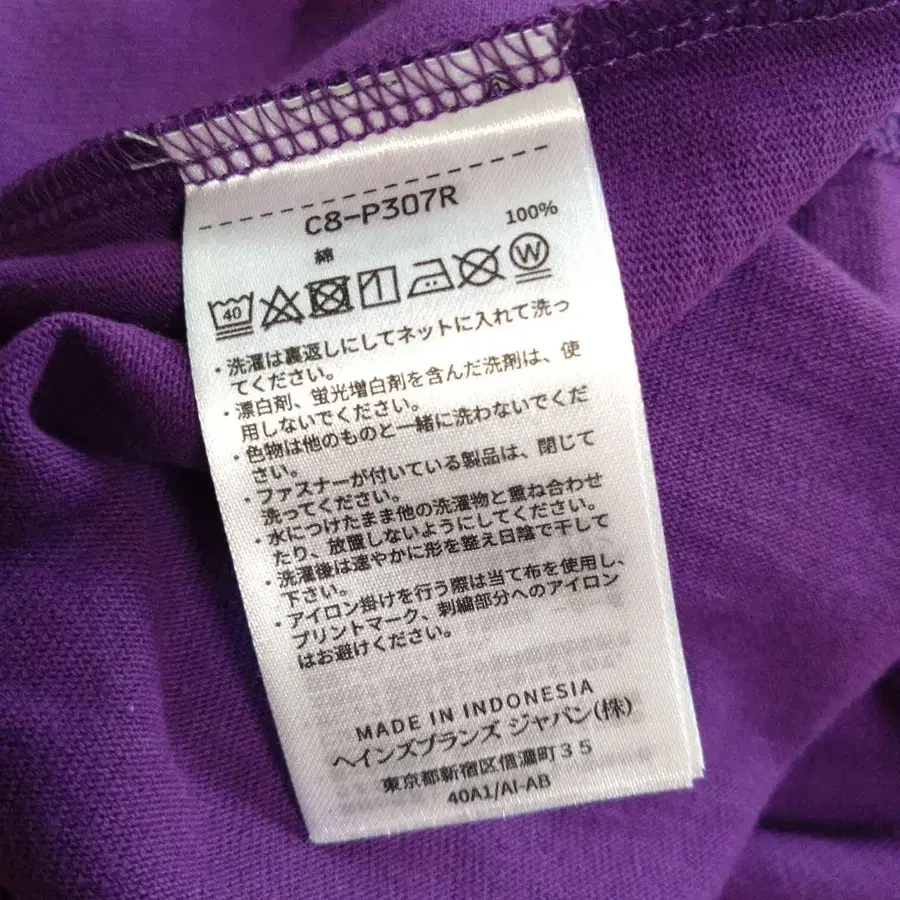 C8-P307R
綿 100%
40 W
・洗濯は裏返しにしてネットに入れて洗っ
てください。
・漂白剤、蛍光増白剤を含んだ洗剤は、使
用しないでください。
・色物は他のものと一緒に洗わないでくだ
さい。
・ファスナーが付いている製品は、閉じて
洗ってください。
・水につけたまま他の洗濯物と重ね合わせ
たり、放置しないようにしてください。
・洗濯後は速やかに形を整え日陰で干して
下さい。
・アイロン掛けを行う際は当て布を使用し、
プリントマーク、刺繍部分へのアイロン
はお避けください。
MADE IN INDONESIA
ヘインズブランズ ジャパン(株)
東京都新宿区信濃町35
40A1/AI-AB